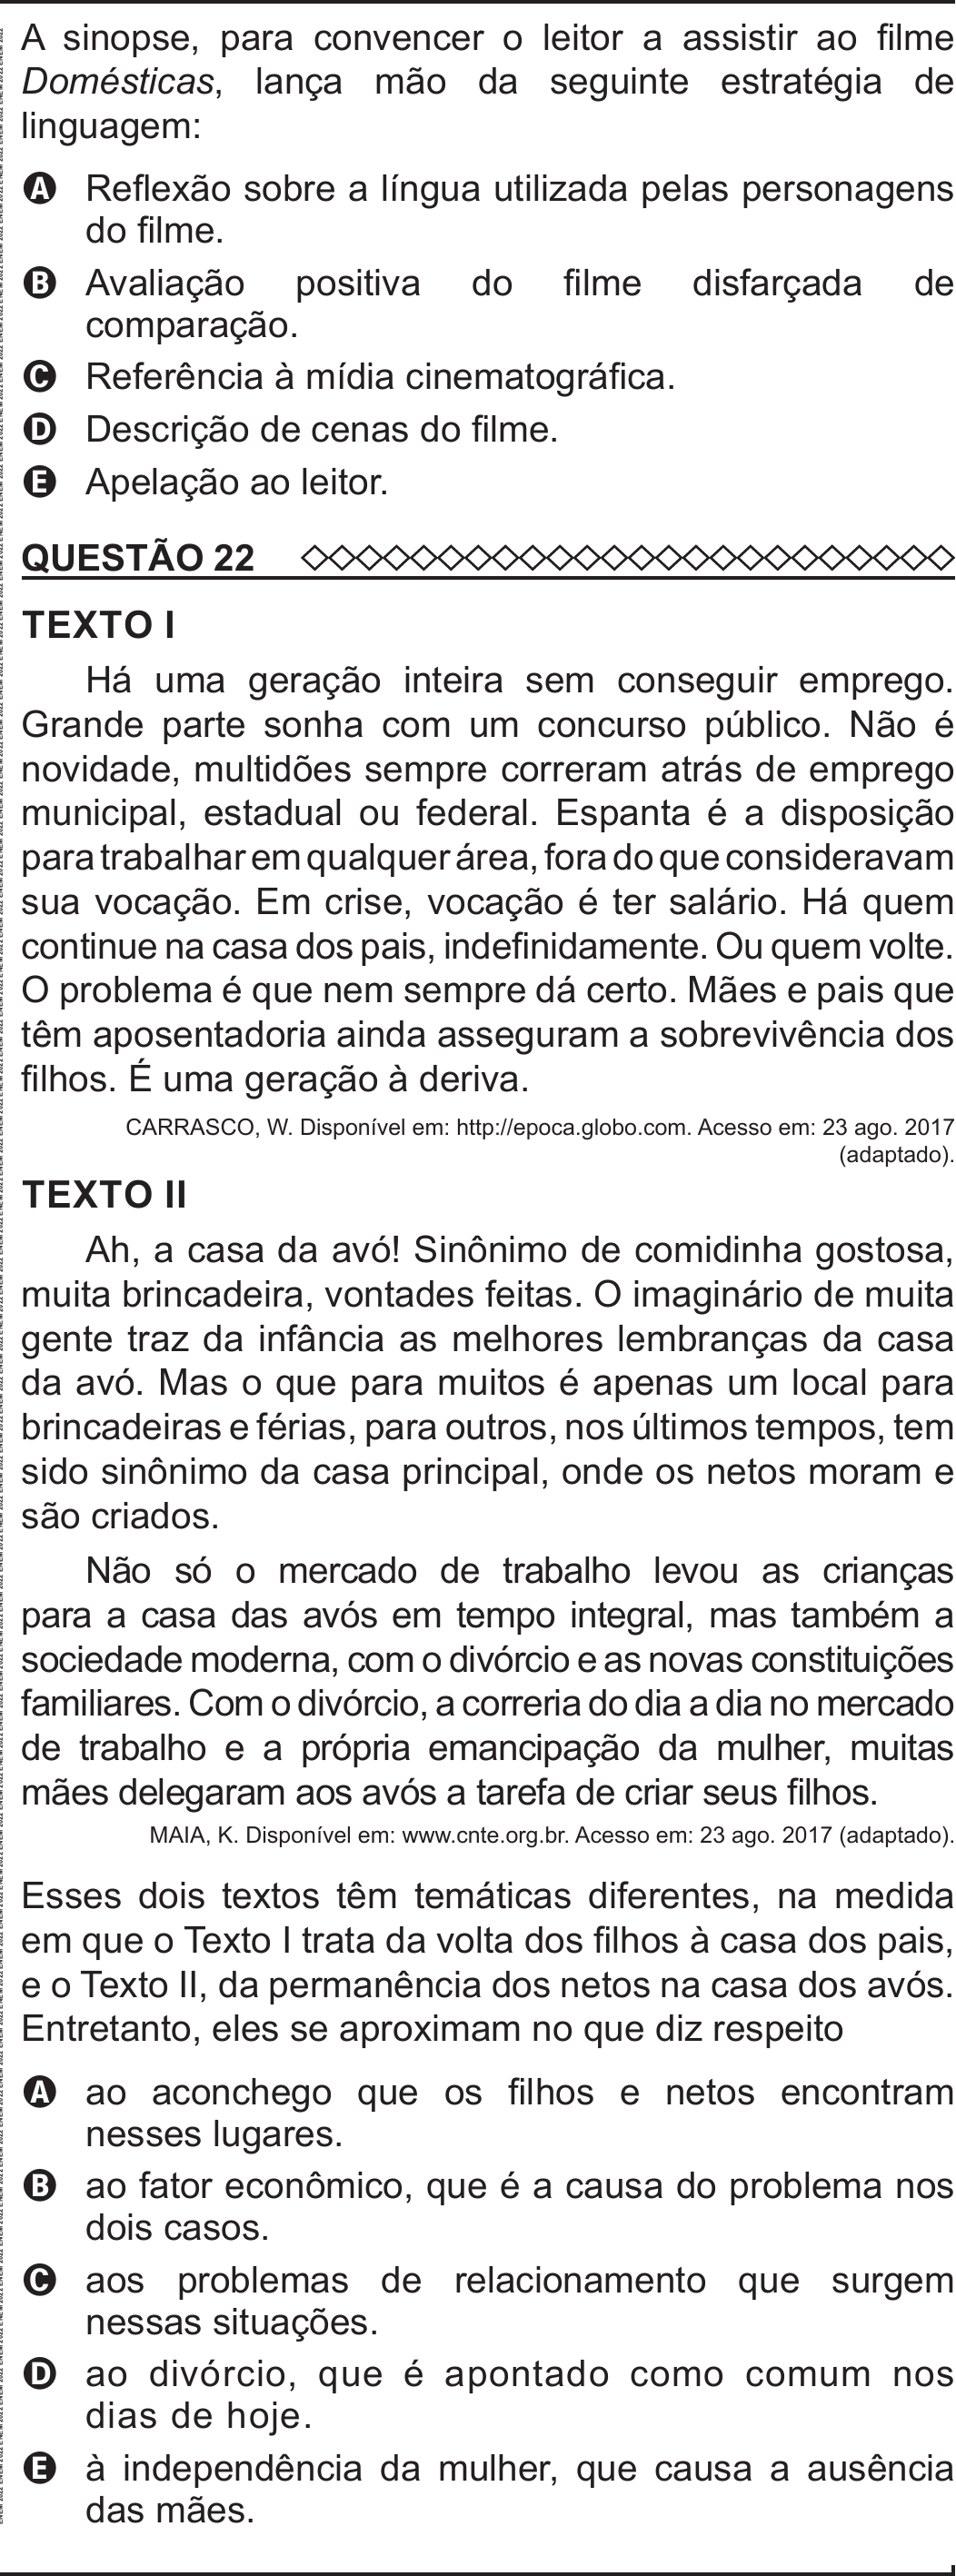 A sinopse, para convencer o leitor a assistir ao filme
Domésticas, lança mão da seguinte estratégia de
linguagem:
A Reflexão sobre a língua utilizada pelas personagens
do filme.
B Avaliação positiva do filme disfarçada de
comparação.
C Referência à mídia cinematográfica.
D Descrição de cenas do filme.
E Apelação ao leitor.
QUESTÃO 22
TEXTO I
Há uma geração inteira sem conseguir emprego.
Grande parte sonha com um concurso público. Não é
novidade, multidões sempre correram atrás de emprego
municipal, estadual ou federal. Espanta é a disposição
para trabalhar em qualquer área, fora do que consideravam
sua vocação. Em crise, vocação é ter salário. Há quem
continue na casa dos pais, indefinidamente. Ou quem volte.
O problema é que nem sempre dá certo. Mães e pais que
têm aposentadoria ainda asseguram a sobrevivência dos
filhos. É uma geração à deriva.
CARRASCO, W. Disponível em: http://epoca.globo.com. Acesso em: 23 ago. 2017
(adaptado).
TEXTO II
Ah, a casa da avó! Sinônimo de comidinha gostosa,
muita brincadeira, vontades feitas. O imaginário de muita
gente traz da infância as melhores lembranças da casa
da avó. Mas o que para muitos é apenas um local para
brincadeiras e férias, para outros, nos últimos tempos, tem
sido sinônimo da casa principal, onde os netos moram e
são criados.
Não só o mercado de trabalho levou as crianças
para a casa das avós em tempo integral, mas também a
sociedade moderna, com o divórcio e as novas constituições
familiares. Com o divórcio, a correria do dia a dia no mercado
de trabalho e a própria emancipação da mulher, muitas
mães delegaram aos avós a tarefa de criar seus filhos.
MAIA, K. Disponível em: www.cnte.org.br. Acesso em: 23 ago. 2017 (adaptado).
Esses dois textos têm temáticas diferentes, na medida
em que o Texto I trata da volta dos filhos à casa dos pais,
e o Texto II, da permanência dos netos na casa dos avós.
Entretanto, eles se aproximam no que diz respeito
A ao aconchego que os filhos e netos encontram
nesses lugares.
B ao fator econômico, que é a causa do problema nos
dois casos.
C aos problemas de relacionamento que surgem
nessas situações.
D ao divórcio, que é apontado como comum nos
dias de hoje.
E à independência da mulher, que causa a ausência
das mães.